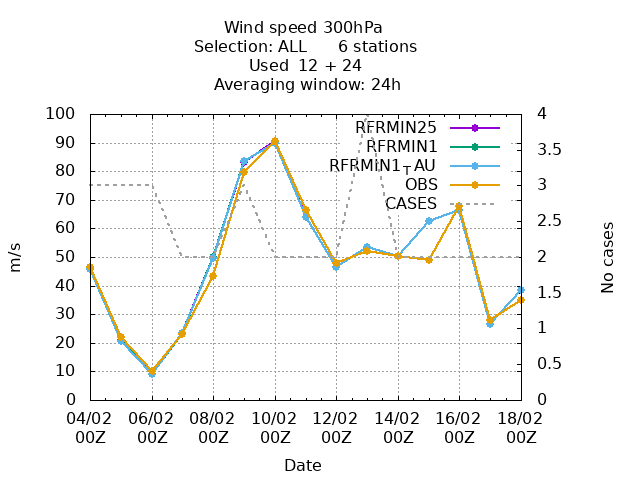 Wind speed 300hPa
Selection: ALL      6 stations
Used  12 + 24
Averaging window: 24h
RFRMIN25
RFRMIN1
RFRMIN1_AU
OBS
CASES
100
90
80
70
60
50
40
30
20
10
0
4
3.5
3
2.5
2
1.5
1
0.5
0
m/s
No cases
04/02 06/02 08/02 10/02 12/02 14/02 16/02 18/02
00Z 00Z 00Z 00Z 00Z 00Z 00Z 00Z
Date